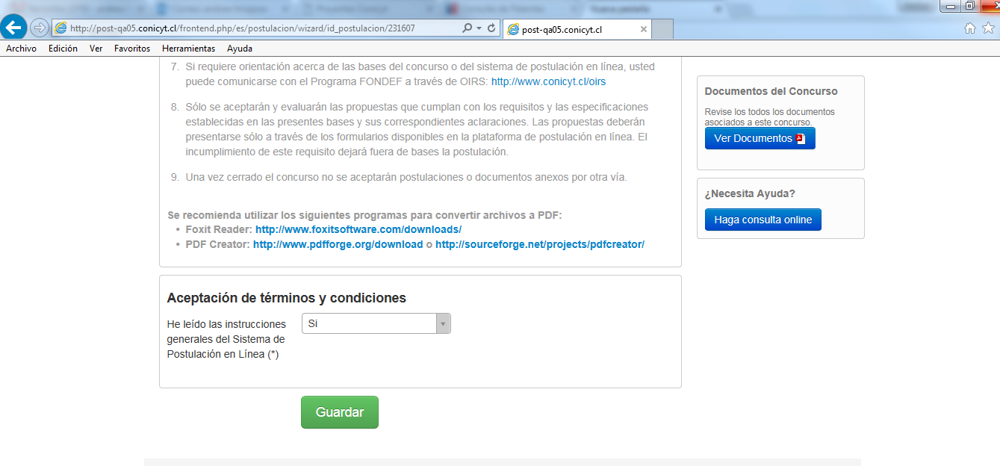 http://post-qa05.conicyt.cl/frontend.php/es/postulacion/wizard/id_postulacion/231607
post-qa05.conicyt.cl
Archivo Edición Ver Favoritos Herramientas Ayuda
7. Si requiere orientación acerca de las bases del concurso o del sistema de postulación en línea, usted
puede comunicarse con el Programa FONDEF a través de OIRS: http://www.conicyt.cl/oirs
8. Sólo se aceptarán y evaluarán las propuestas que cumplan con los requisitos y las especificaciones
establecidas en las presentes bases y sus correspondientes aclaraciones. Las propuestas deberán
presentarse sólo a través de los formularios disponibles en la plataforma de postulación en línea. El
incumplimiento de este requisito dejará fuera de bases la postulación.
9. Una vez cerrado el concurso no se aceptarán postulaciones o documentos anexos por otra vía.
Se recomienda utilizar los siguientes programas para convertir archivos a PDF:
• Foxit Reader: http://www.foxitsoftware.com/downloads/
• PDF Creator: http://www.pdfforge.org/download o http://sourceforge.net/projects/pdfcreator/
Aceptación de términos y condiciones
He leído las instrucciones
generales del Sistema de
Postulación en Línea (*)
Si
Guardar
Documentos del Concurso
Revise los todos los documentos
asociados a este concurso.
Ver Documentos
¿Necesita Ayuda?
Haga consulta online